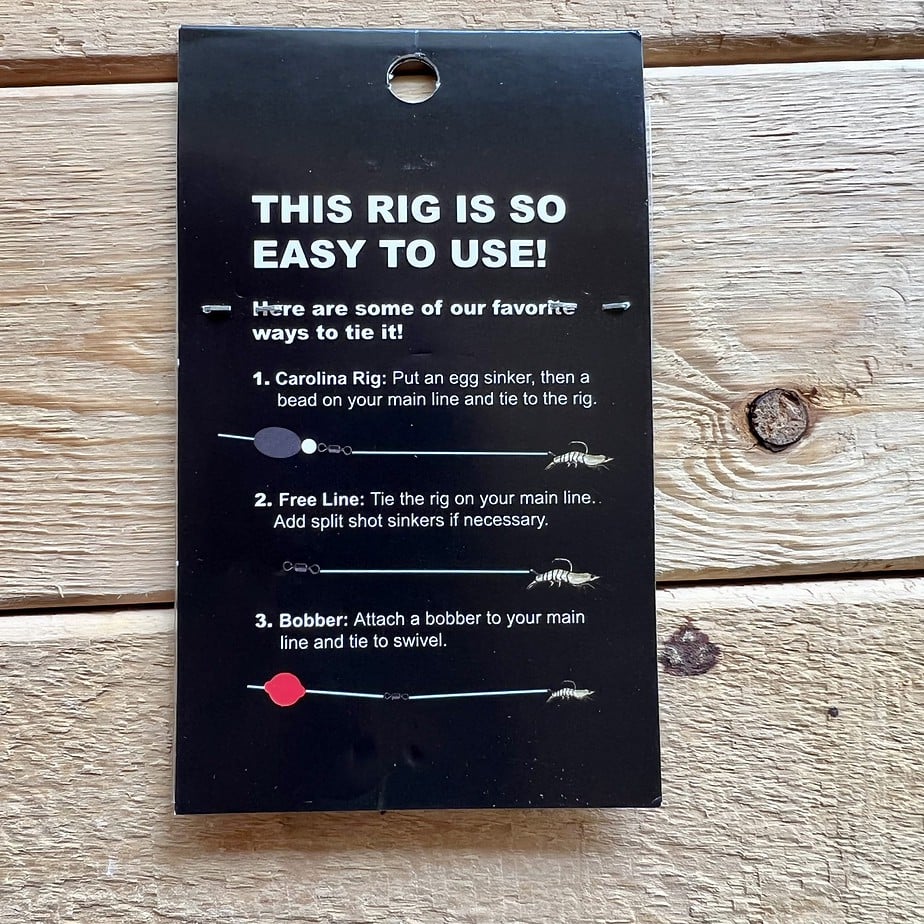 THIS RIG IS SO
EASY TO USE!
Here are some of our favorite
ways to tie it!
1. Carolina Rig: Put an egg sinker, then a
bead on your main line and tie to the rig.
2. Free Line: Tie the rig on your main line..
Add split shot sinkers if necessary.
3. Bobber: Attach a bobber to your main
line and tie to swivel.